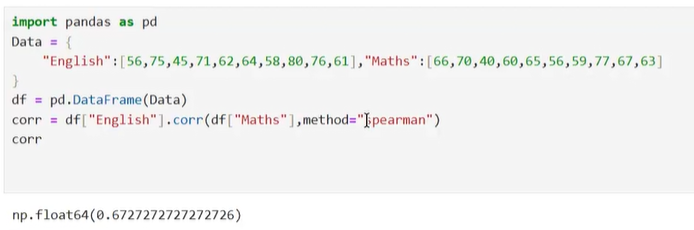 import pandas as pd
Data = {
    "English":[56,75,45,71,62,64,58,80,76,61],"Maths":[66,70,40,60,65,56,59,77,67,63]
}
df = pd.DataFrame(Data)
corr = df["English"].corr(df["Maths"],method="spearman")
corr
np.float64(0.6727272727272726)